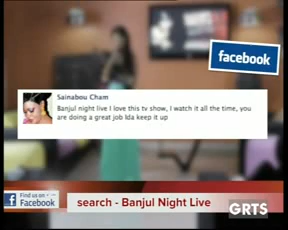 facebook
Sainabou Cham
Banjul night live I love this tv show, I watch it all the time, you
are doing a great job Ida keep it up
Find us on
Facebook
search - Banjul Night Live
GRTS